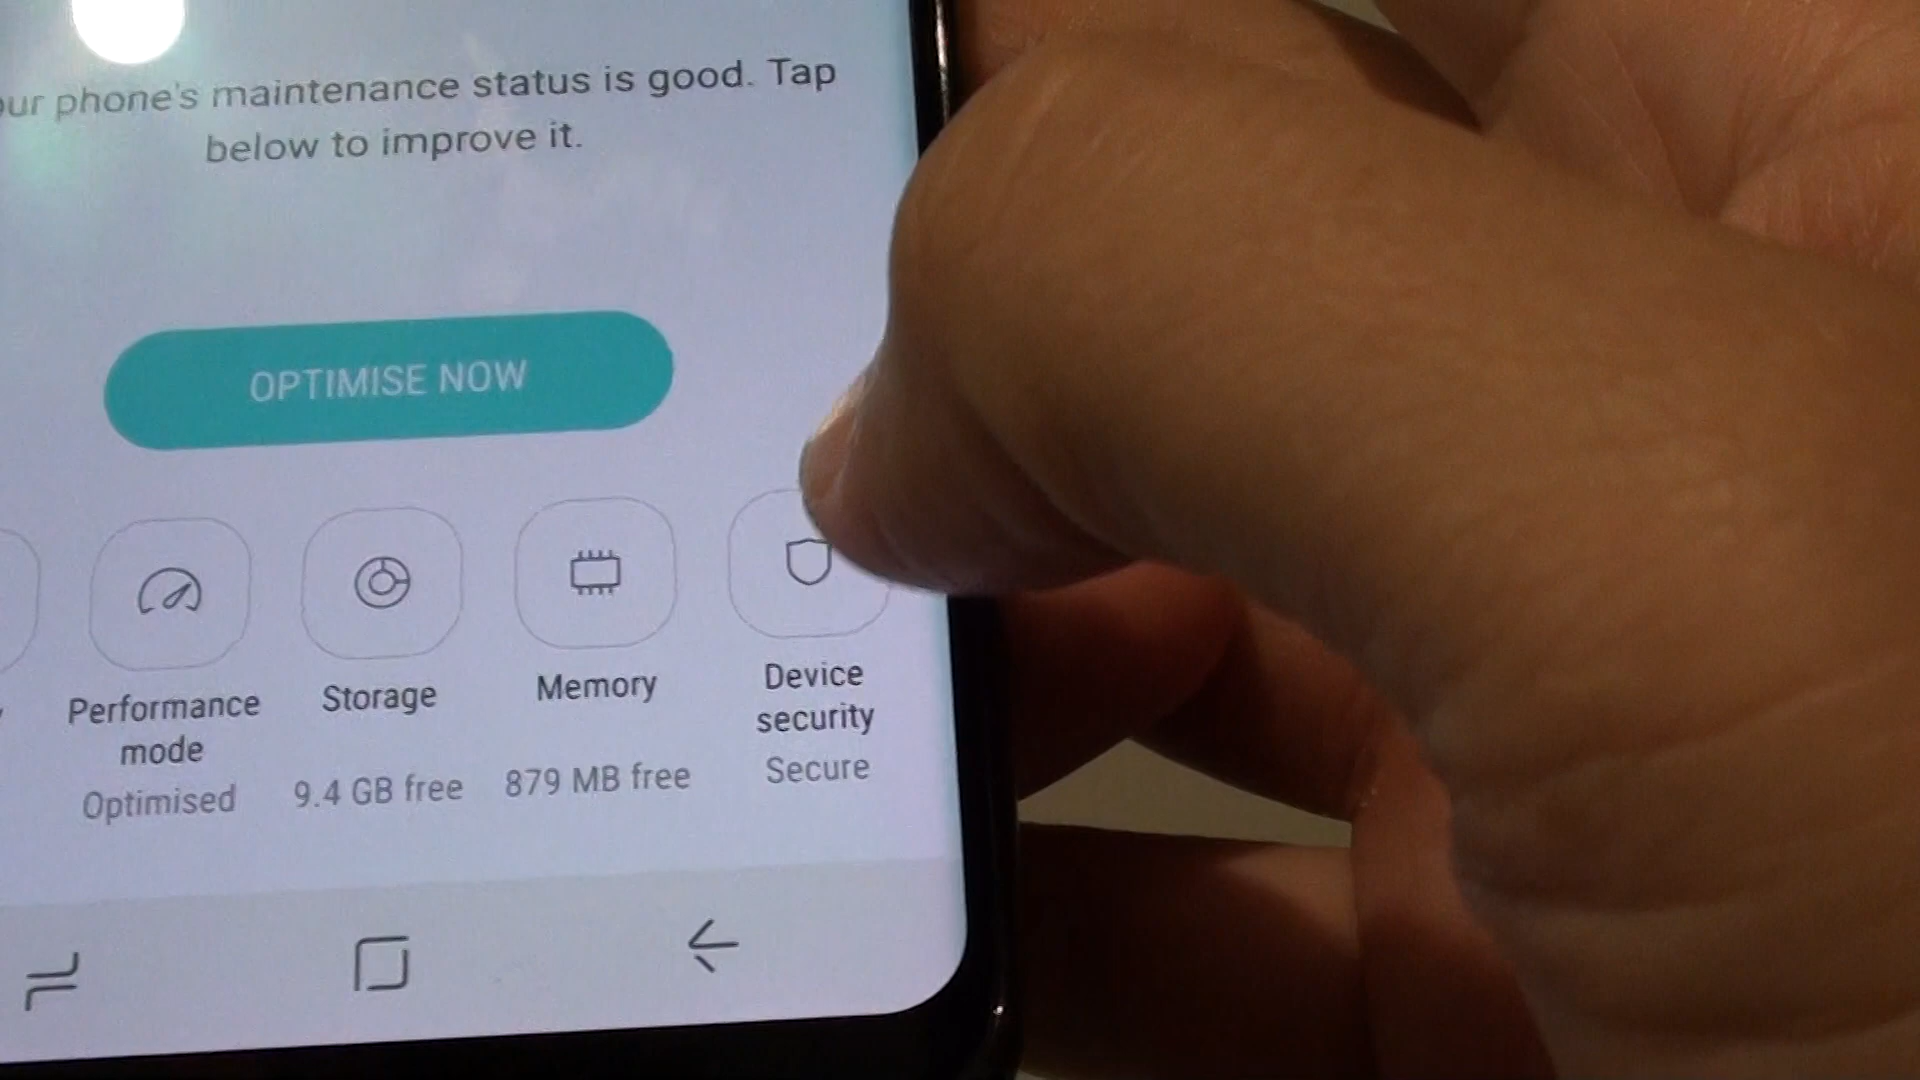 phone's maintenance status is good. Tap
below to improve it.
OPTIMISE NOW
Performance
mode
Optimised
Storage
9.4 GB free
Memory
879 MB free
Device
security
Secure